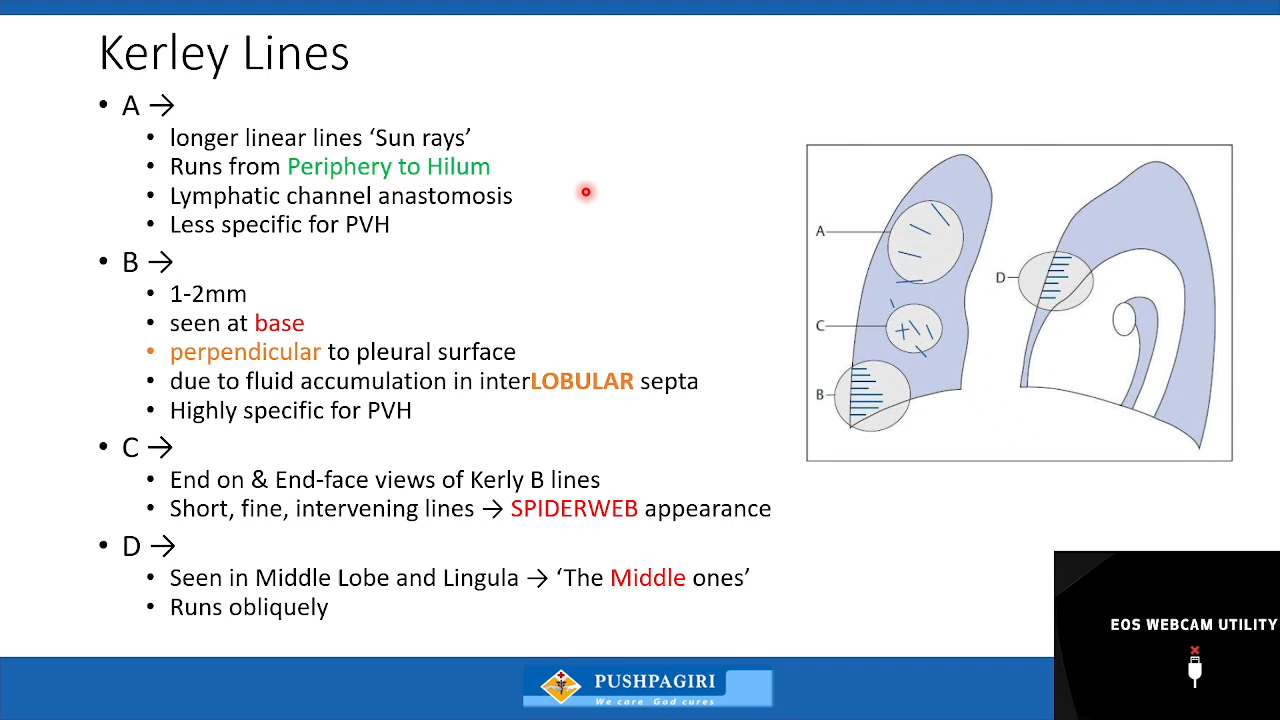 Kerley Lines
• A →
• longer linear lines ‘Sun rays’
• Runs from Periphery to Hilum
• Lymphatic channel anastomosis
• Less specific for PVH
• B →
• 1-2mm
• seen at base
• perpendicular to pleural surface
• due to fluid accumulation in interLOBULAR septa
• Highly specific for PVH
• C →
• End on & End-face views of Kerly B lines
• Short, fine, intervening lines → SPIDERWEB appearance
• D →
• Seen in Middle Lobe and Lingula → ‘The Middle ones’
• Runs obliquely
A
C
B
D
EOS WEBCAM UTILITY
PUSHPAGIRI
We care God cures